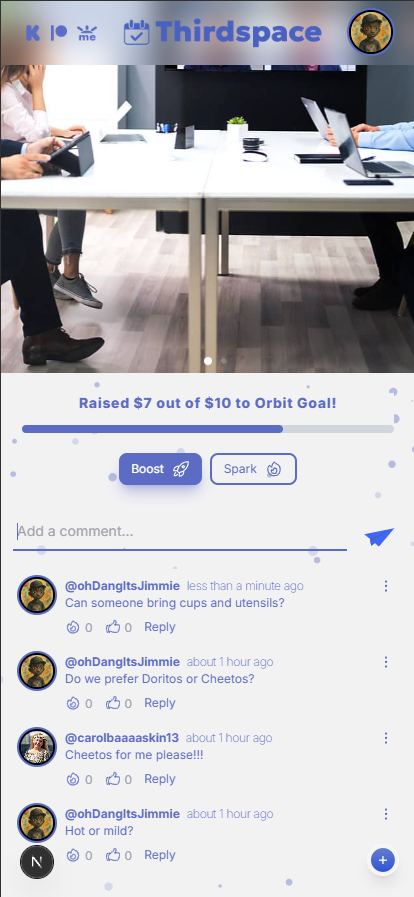 me
Thirdspace
Raised $7 out of $10 to Orbit Goal!
Boost
Spark
Add a comment...
@ohDangItsJimmie less than a minute ago
Can someone bring cups and utensils?
0 0 Reply
@ohDangItsJimmie about 1 hour ago
Do we prefer Doritos or Cheetos?
0 0 Reply
@carolbaaaaskin13 about 1 hour ago
Cheetos for me please!!!
0 0 Reply
@ohDangItsJimmie about 1 hour ago
Hot or mild?
0 0 Reply
N